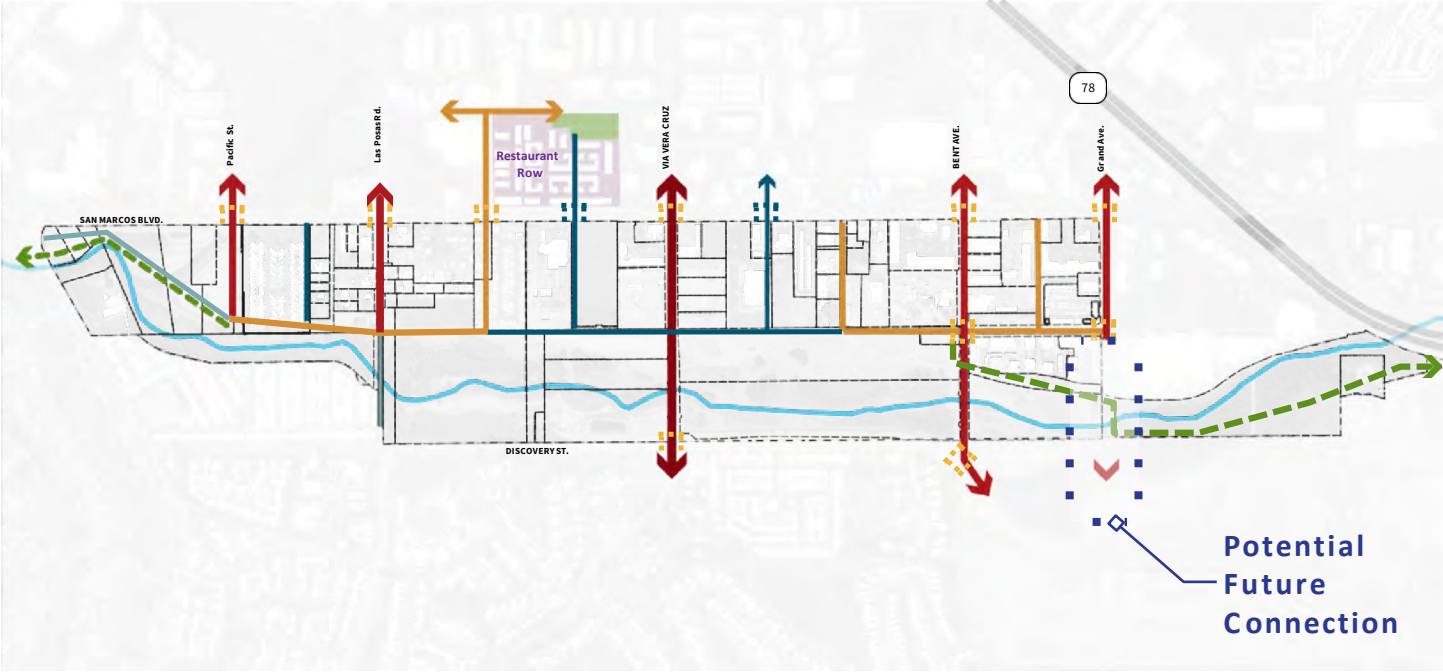 78
Pacific St.
Las Posas Rd.
VIA VERA CRUZ
BENT AVE.
Grand Ave.
Restaurant
Row
SAN MARCOS BLVD.
DISCOVERY ST.
Potential
Future
Connection